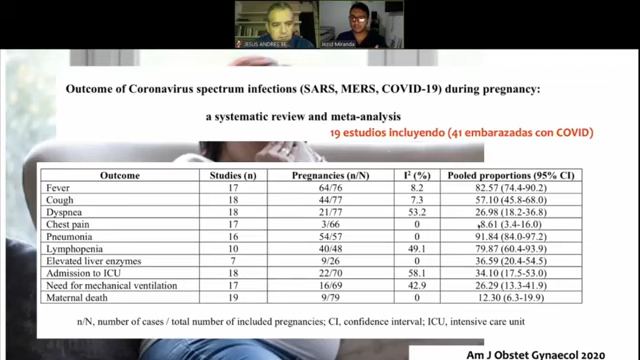 JESUS ANDRES BE...
Jezid Miranda
Outcome of Coronavirus spectrum infections (SARS, MERS, COVID-19) during pregnancy:
a systematic review and meta-analysis
19 estudios incluyendo (41 embarazadas con COVID)
Outcome Studies (n) Pregnancies (n/N) I² (%) Pooled proportions (95% CI)
Fever 17 64/76 8.2 82.57 (74.4-90.2)
Cough 18 44/77 7.3 57.10 (45.8-68.0)
Dyspnea 18 21/77 53.2 26.98 (18.2-36.8)
Chest pain 17 3/66 0 8.61 (3.4-16.0)
Pneumonia 16 54/57 0 91.84 (84.0-97.2)
Lymphopenia 10 40/48 49.1 79.87 (60.4-93.9)
Elevated liver enzymes 7 9/26 0 36.59 (20.4-54.5)
Admission to ICU 18 22/70 58.1 34.10 (17.5-53.0)
Need for mechanical ventilation 17 16/69 42.9 26.29 (13.3-41.9)
Maternal death 19 9/79 0 12.30 (6.3-19.9)
n/N, number of cases / total number of included pregnancies; CI, confidence interval; ICU, intensive care unit
Am J Obstet Gynaecol 2020